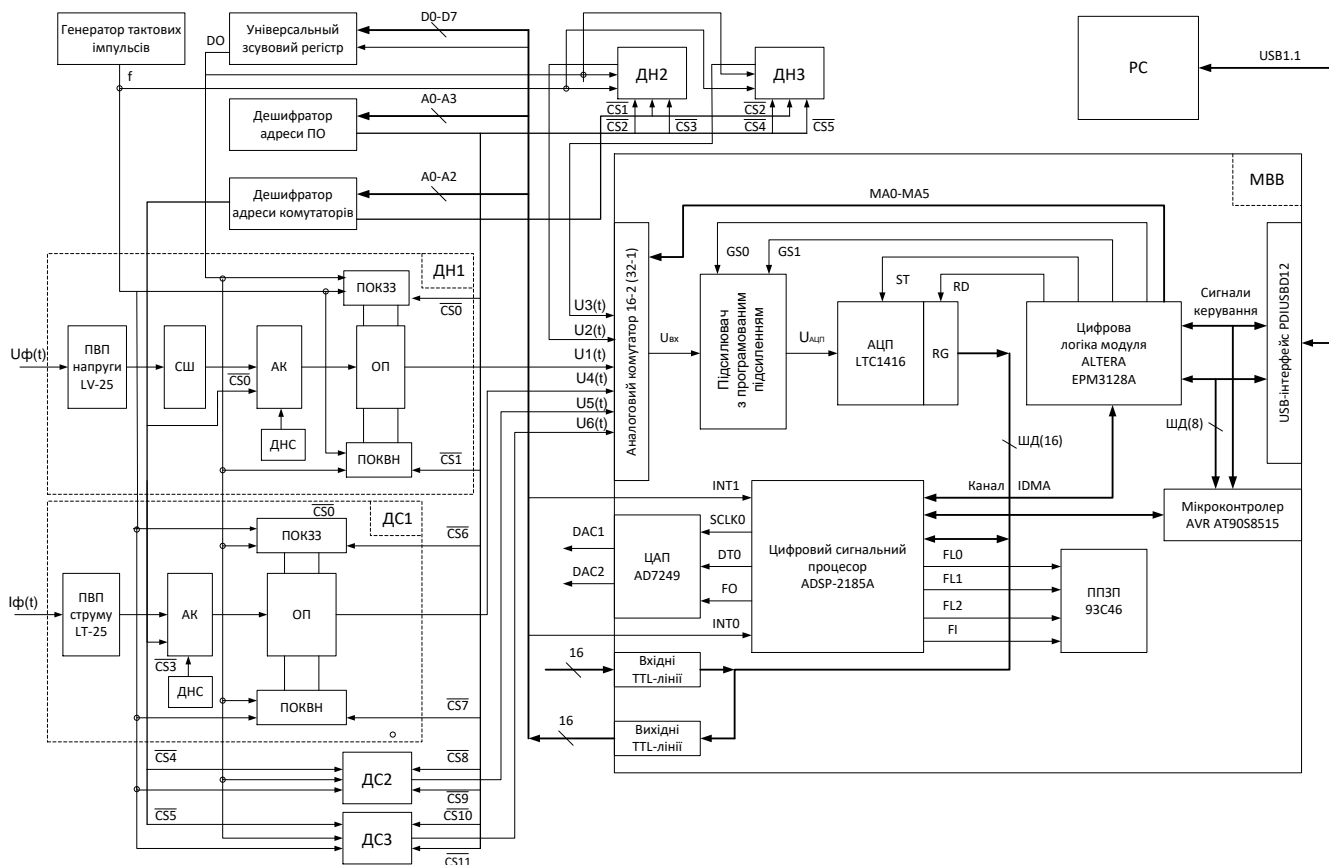 Генератор тактових
імпульсів
DO
Універсальный
зсувовий регістр
D0-D7
f
ДН2
ДН3
PC
USB1.1
CS1
CS2
CS2
CS3
CS4
CS5
Дешифратор
адреси ПО
A0-A3
Дешифратор
адреси комутаторів
A0-A2
МВВ
MA0-MA5
ДН1
ПОКЗЗ
CS0
Uф(t)
ПВП
напруги
LV-25
СШ
CS0
АК
ОП
ДНС
ПОКВН
CS1
U3(t)
U2(t)
U1(t)
U4(t)
U5(t)
U6(t)
Аналоговий комутатор 16-2 (32-1)
Uвх
GS0
GS1
Підсилювач
з програмованим
підсиленням
UАЦП
ST
RD
АЦП
LTC1416
RG
Цифрова
логіка модуля
ALTERA
EPM3128A
Сигнали
керування
USB-інтерфейс PDIUSBD12
ШД(8)
ШД(16)
Канал IDMA
Мікроконтролер
AVR AT90S8515
ДС1
CS0
ПОКЗЗ
CS6
Iф(t)
ПВП
струму
LT-25
АК
CS3
ДНС
ОП
ПОКВН
CS7
INT1
DAC1
DAC2
ЦАП
AD7249
SCLK0
DT0
FO
INT0
Цифровий сигнальний
процесор
ADSP-2185A
FL0
FL1
FL2
FI
ППЗП
93C46
16
Вхідні
TTL-лінії
16
Вихідні
TTL-лінії
CS4
ДС2
CS8
CS9
CS5
ДС3
CS10
CS11